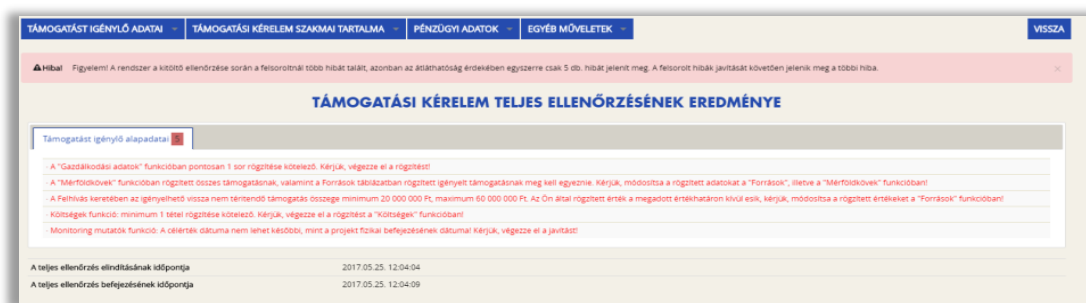 TÁMOGATÁST IGÉNYLŐ ADATAI TÁMOGATÁSI KÉRELEM SZAKMAI TARTALMA PÉNZÜGYI ADATOK EGYÉB MŰVELETEK VISSZA
Hiba! Figyelem! A rendszer a kitöltő ellenőrzése során a felsoroltnál több hibát talált, azonban az átláthatóság érdekében egyszerre csak 5 db. hibát jelenít meg. A felsorolt hibák javítását követően jelenik meg a többi hiba. ×
TÁMOGATÁSI KÉRELEM TELJES ELLENŐRZÉSÉNEK EREDMÉNYE
Támogatást igénylő alapadatai 5
- A "Gazdálkodási adatok" funkcióban pontosan 1 sor rögzítése kötelező. Kérjük, végezze el a rögzítést!
- A "Mérföldkövek" funkcióban rögzített összes támogatásnak, valamint a Források táblázatban rögzített igényelt támogatásnak meg kell egyeznie. Kérjük, módosítsa a rögzített adatokat a "Források", illetve a "Mérföldkövek" funkcióban!
- A Felhívás keretében az igényelhető vissza nem térítendő támogatás összege minimum 20 000 000 Ft, maximum 60 000 000 Ft. Az Ön által rögzített érték a megadott értékhatáron kívül esik, kérjük, módosítsa a rögzített értékeket a "Források" funkcióban!
- Költségek funkció: minimum 1 tétel rögzítése kötelező. Kérjük, végezze el a rögzítést a "Költségek" funkcióban!
- Monitoring mutatók funkció: A célérték dátuma nem lehet későbbi, mint a projekt fizikai befejezésének dátuma! Kérjük, végezze el a javítást!
A teljes ellenőrzés elindításának időpontja 2017.05.25. 12:04:04
A teljes ellenőrzés befejezésének időpontja 2017.05.25. 12:04:09